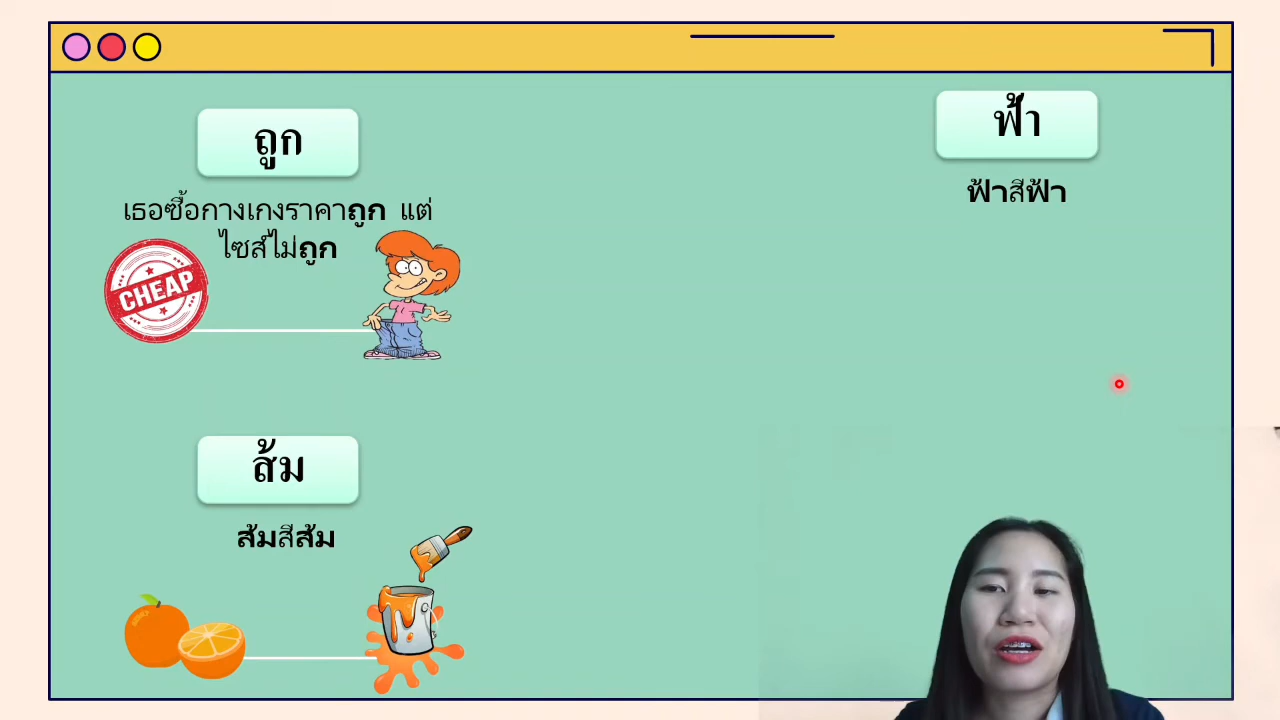 ถูก
เธอซื้อกางเกงราคาถูก แต่
ไซส์ไม่ถูก
CHEAP
ส้ม
ส้มสีส้ม
ฟ้า
ฟ้าสีฟ้า